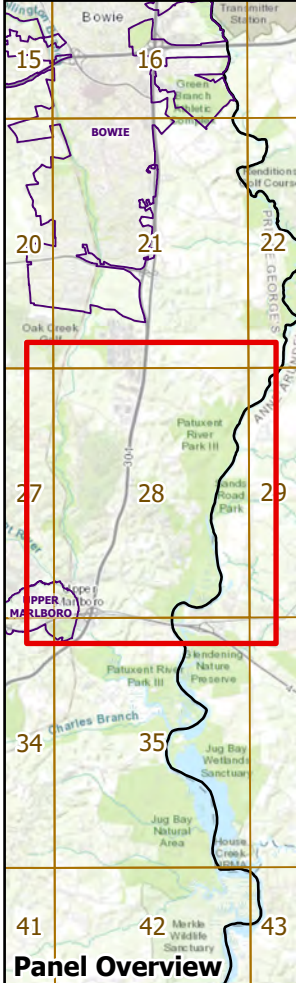 Transmitter
Station
Bowie
15
16
Green
Branch
Athletic
BOWIE
Renditions
Golf Course
20
21
22
PRINCE GEORGE'S
ANNE ARUNDEL
Oak Creek
Golf
301
Patuxent
River
Park III
27
28
29
Sands
Road
Park
River
Upper
Marlboro
UPPER
MARLBORO
Glendening
Nature
Preserve
Patuxent River
Park III
Charles Branch
34
35
Jug Bay
Wetlands
Sanctuary
Jug Bay
Natural
Area
House
Creek
41
42
43
Merkle
Wildlife
Sanctuary
Panel Overview